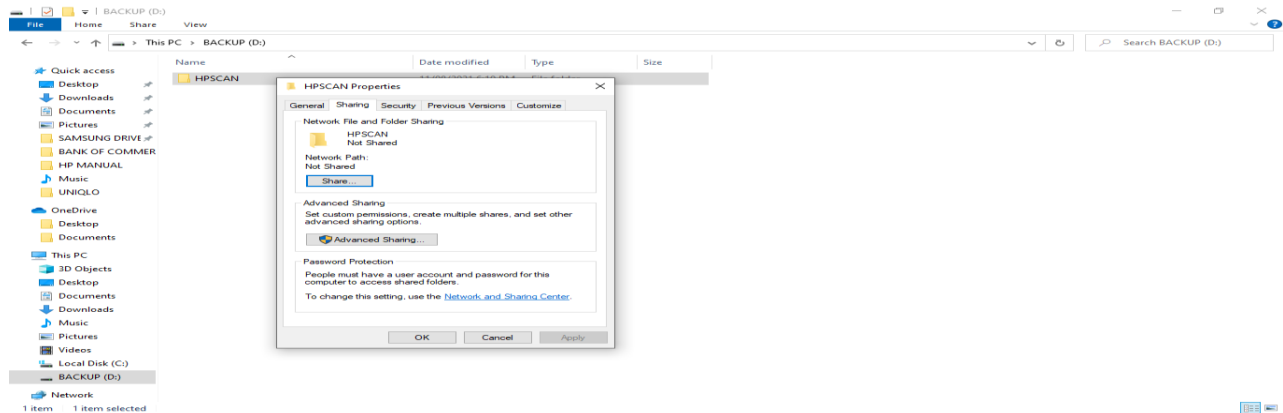 BACKUP (D:)
File Home Share View
This PC > BACKUP (D:)
Search BACKUP (D:)
Name Date modified Type Size
HPSCAN
Quick access
Desktop
Downloads
Documents
Pictures
SAMSUNG DRIVE
BANK OF COMMER
HP MANUAL
Music
UNIQLO
OneDrive
Desktop
Documents
This PC
3D Objects
Desktop
Documents
Downloads
Music
Pictures
Videos
Local Disk (C:)
BACKUP (D:)
Network
1 item 1 item selected
HPSCAN Properties
General Sharing Security Previous Versions Customize
Network File and Folder Sharing
HPSCAN
Not Shared
Network Path:
Not Shared
Share...
Advanced Sharing
Set custom permissions, create multiple shares, and set other
advanced sharing options.
Advanced Sharing...
Password Protection
People must have a user account and password for this
computer to access shared folders.
To change this setting, use the Network and Sharing Center.
OK Cancel Apply